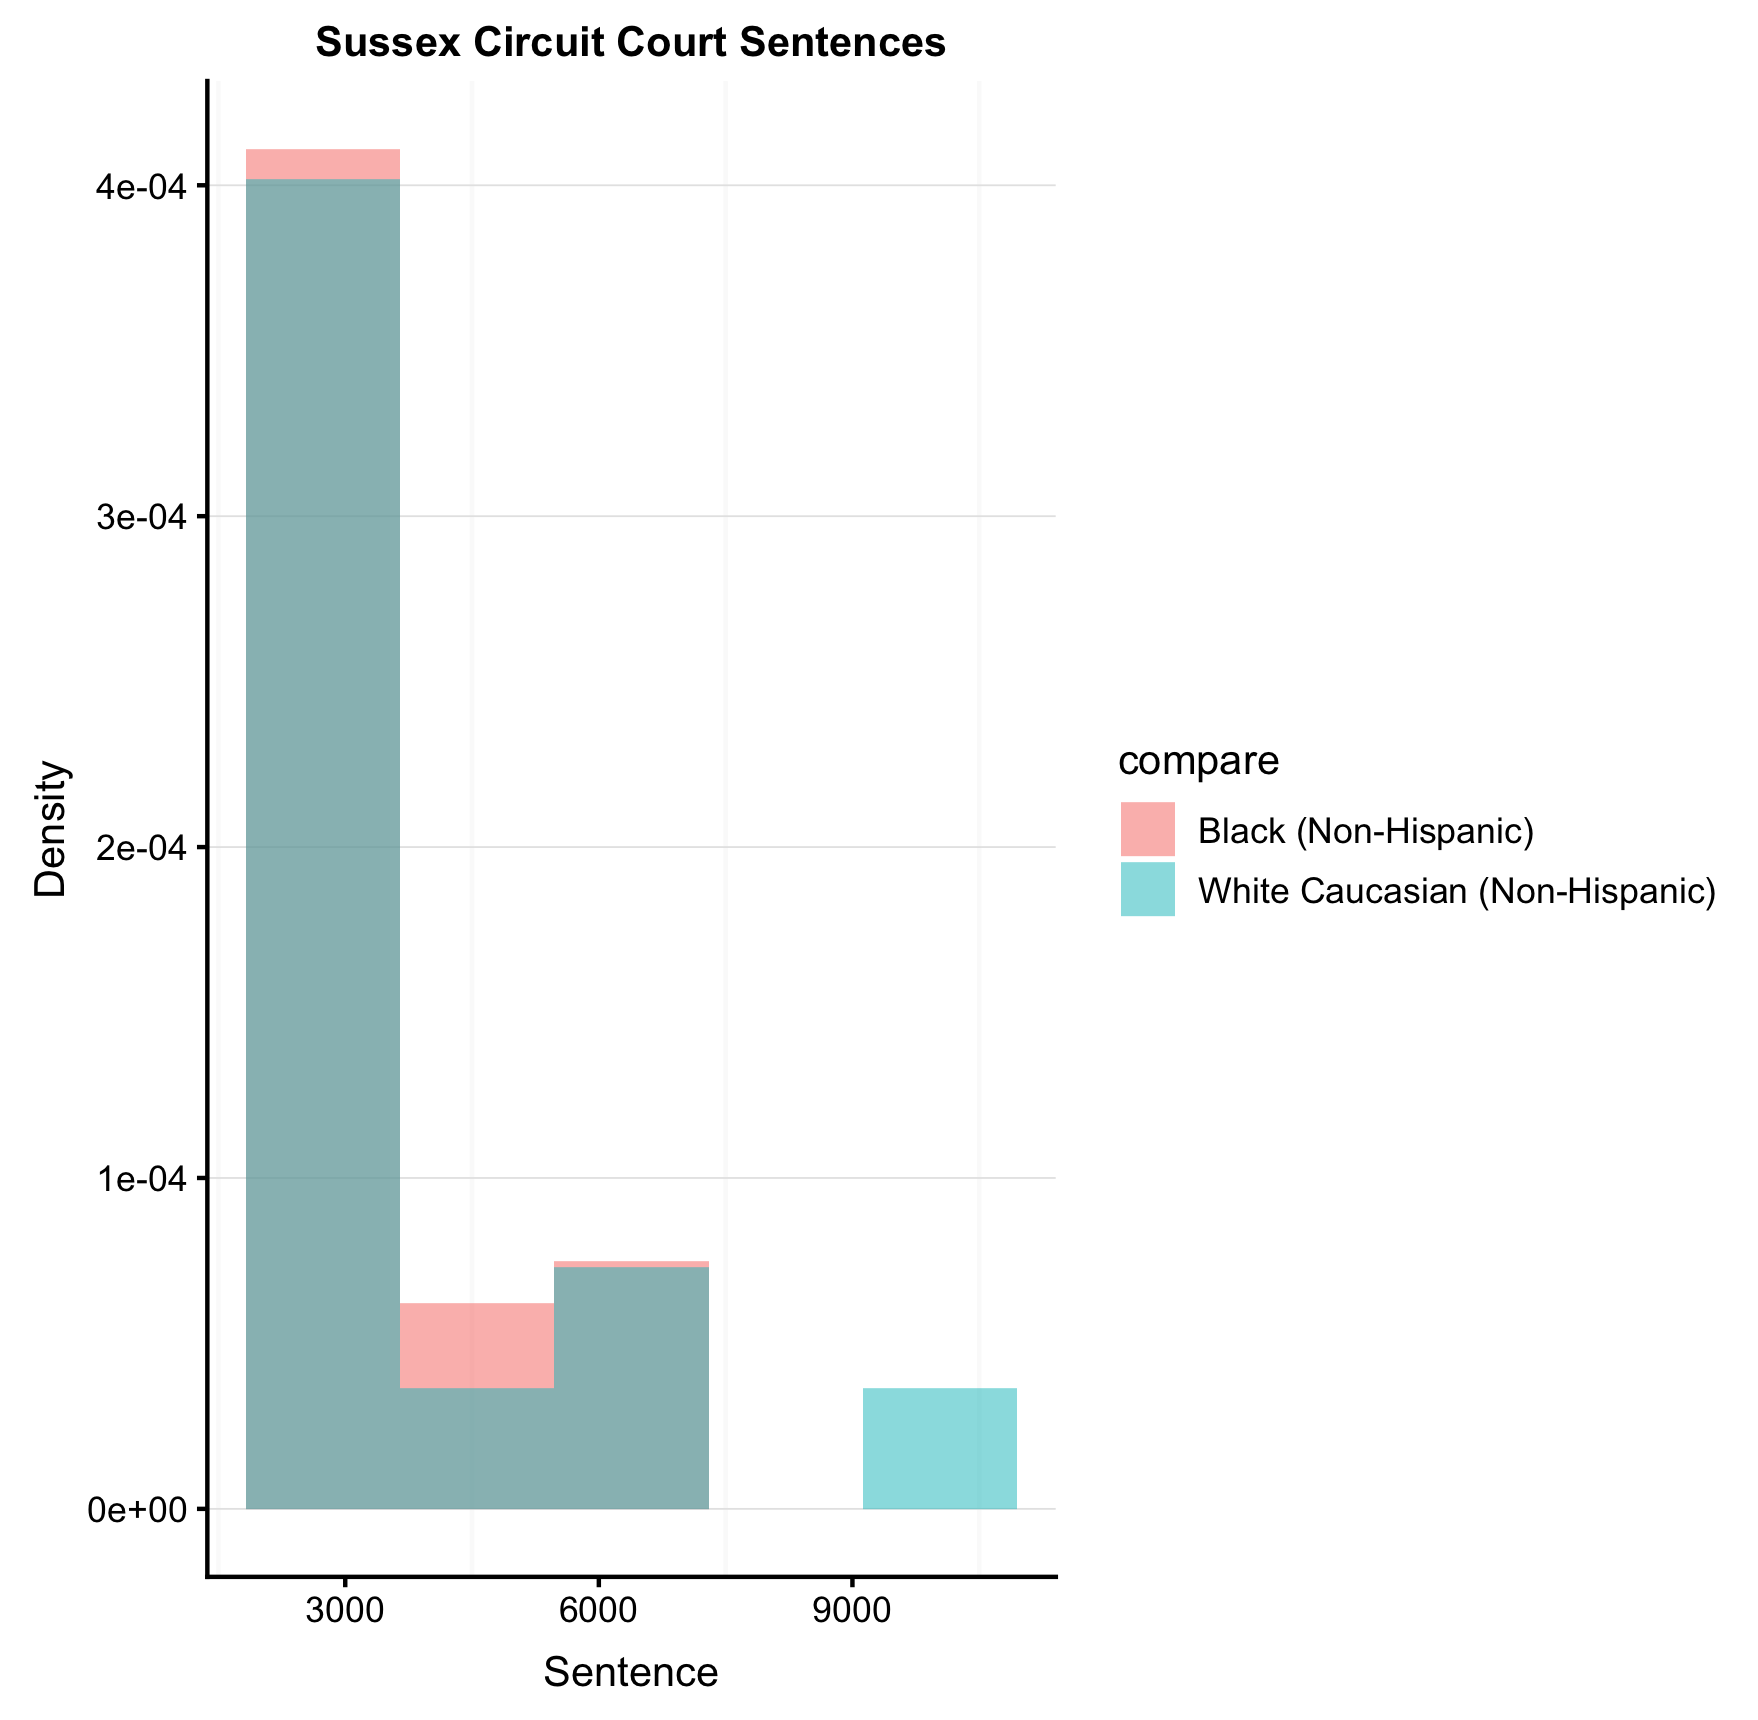 Sussex Circuit Court Sentences
4e-04
3e-04
2e-04
1e-04
0e+00
Density
3000 6000 9000
Sentence
compare
Black (Non-Hispanic)
White Caucasian (Non-Hispanic)